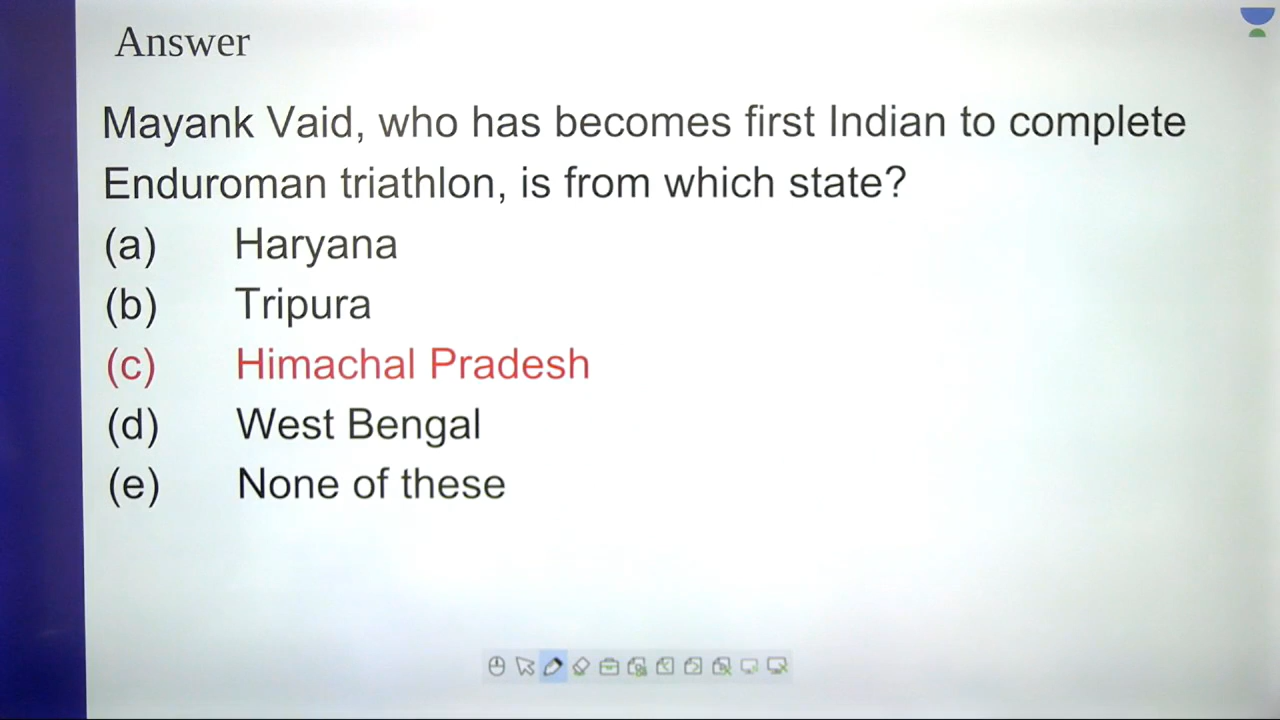 Answer
Mayank Vaid, who has becomes first Indian to complete
Enduroman triathlon, is from which state?
(a) Haryana
(b) Tripura
(c) Himachal Pradesh
(d) West Bengal
(e) None of these